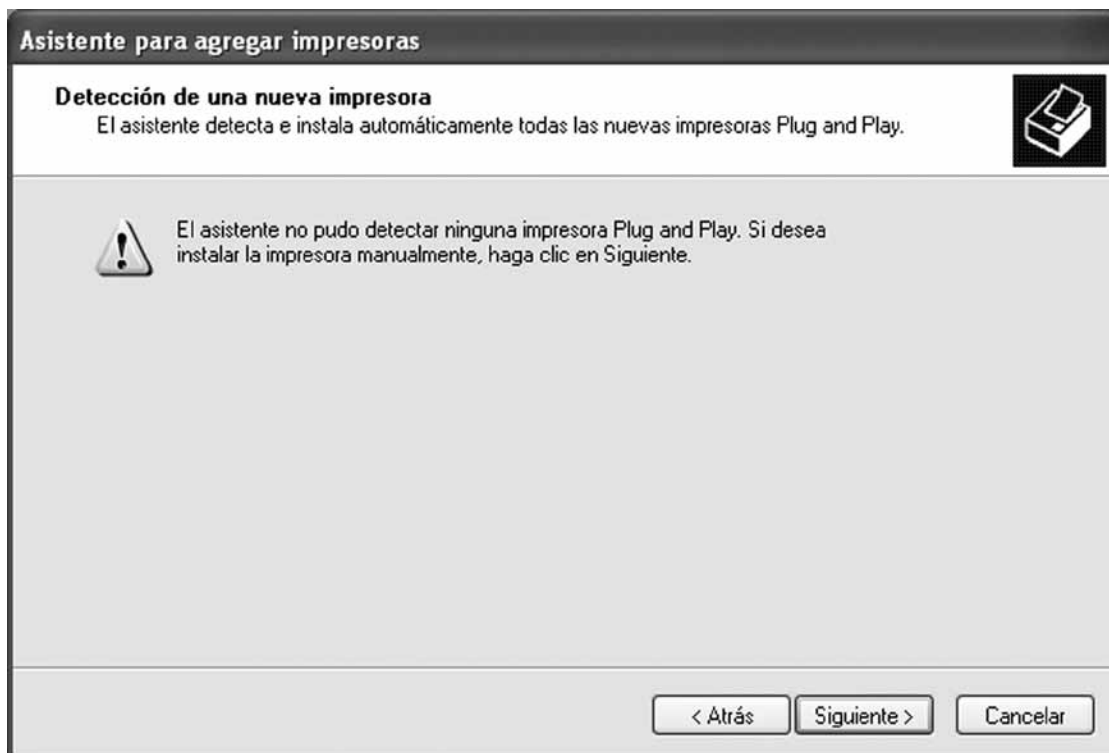 Asistente para agregar impresoras
Detección de una nueva impresora
El asistente detecta e instala automáticamente todas las nuevas impresoras Plug and Play.
El asistente no pudo detectar ninguna impresora Plug and Play. Si desea
instalar la impresora manualmente, haga clic en Siguiente.
< Atrás Siguiente > Cancelar